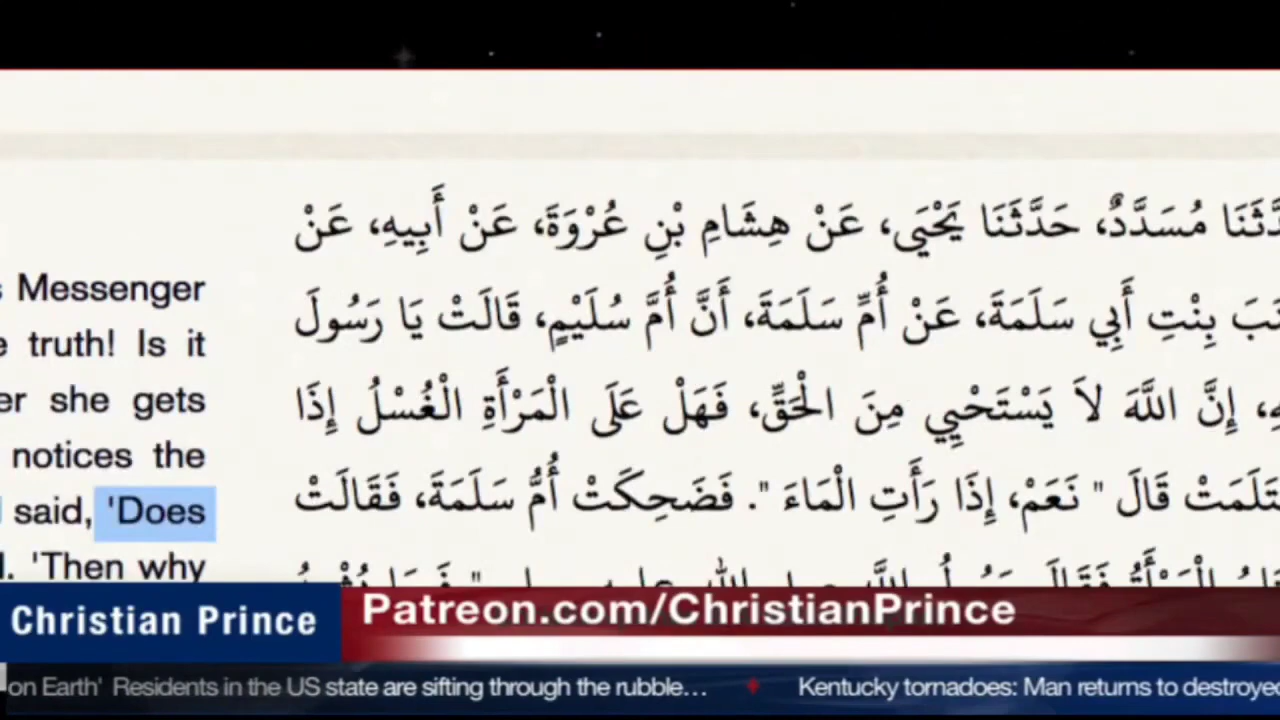 s Messenger
truth! Is it
er she gets
notices the
said, 'Does
. 'Then why
َّثَنَا مُسَدَّدٌ، حَدَّثَنَا يَحْيَى، عَنْ هِشَامِ بْنِ عُرْوَةَ، عَنْ أَبِيهِ، عَنْ
بِنْتِ أَبِي سَلَمَةَ، عَنْ أُمِّ سَلَمَةَ، أَنَّ أُمَّ سُلَيْمٍ، قَالَتْ يَا رَسُولَ
إِنَّ اللَّهَ لاَ يَسْتَحْيِي مِنَ الْحَقِّ، فَهَلْ عَلَى الْمَرْأَةِ الْغُسْلُ إِذَا
تَلَمَتْ قَالَ " نَعَمْ، إِذَا رَأَتِ الْمَاءَ ". فَضَحِكَتْ أُمُّ سَلَمَةَ، فَقَالَتْ
Christian Prince
Patreon.com/ChristianPrince
on Earth' Residents in the US state are sifting through the rubble… Kentucky tornadoes: Man returns to destroyed